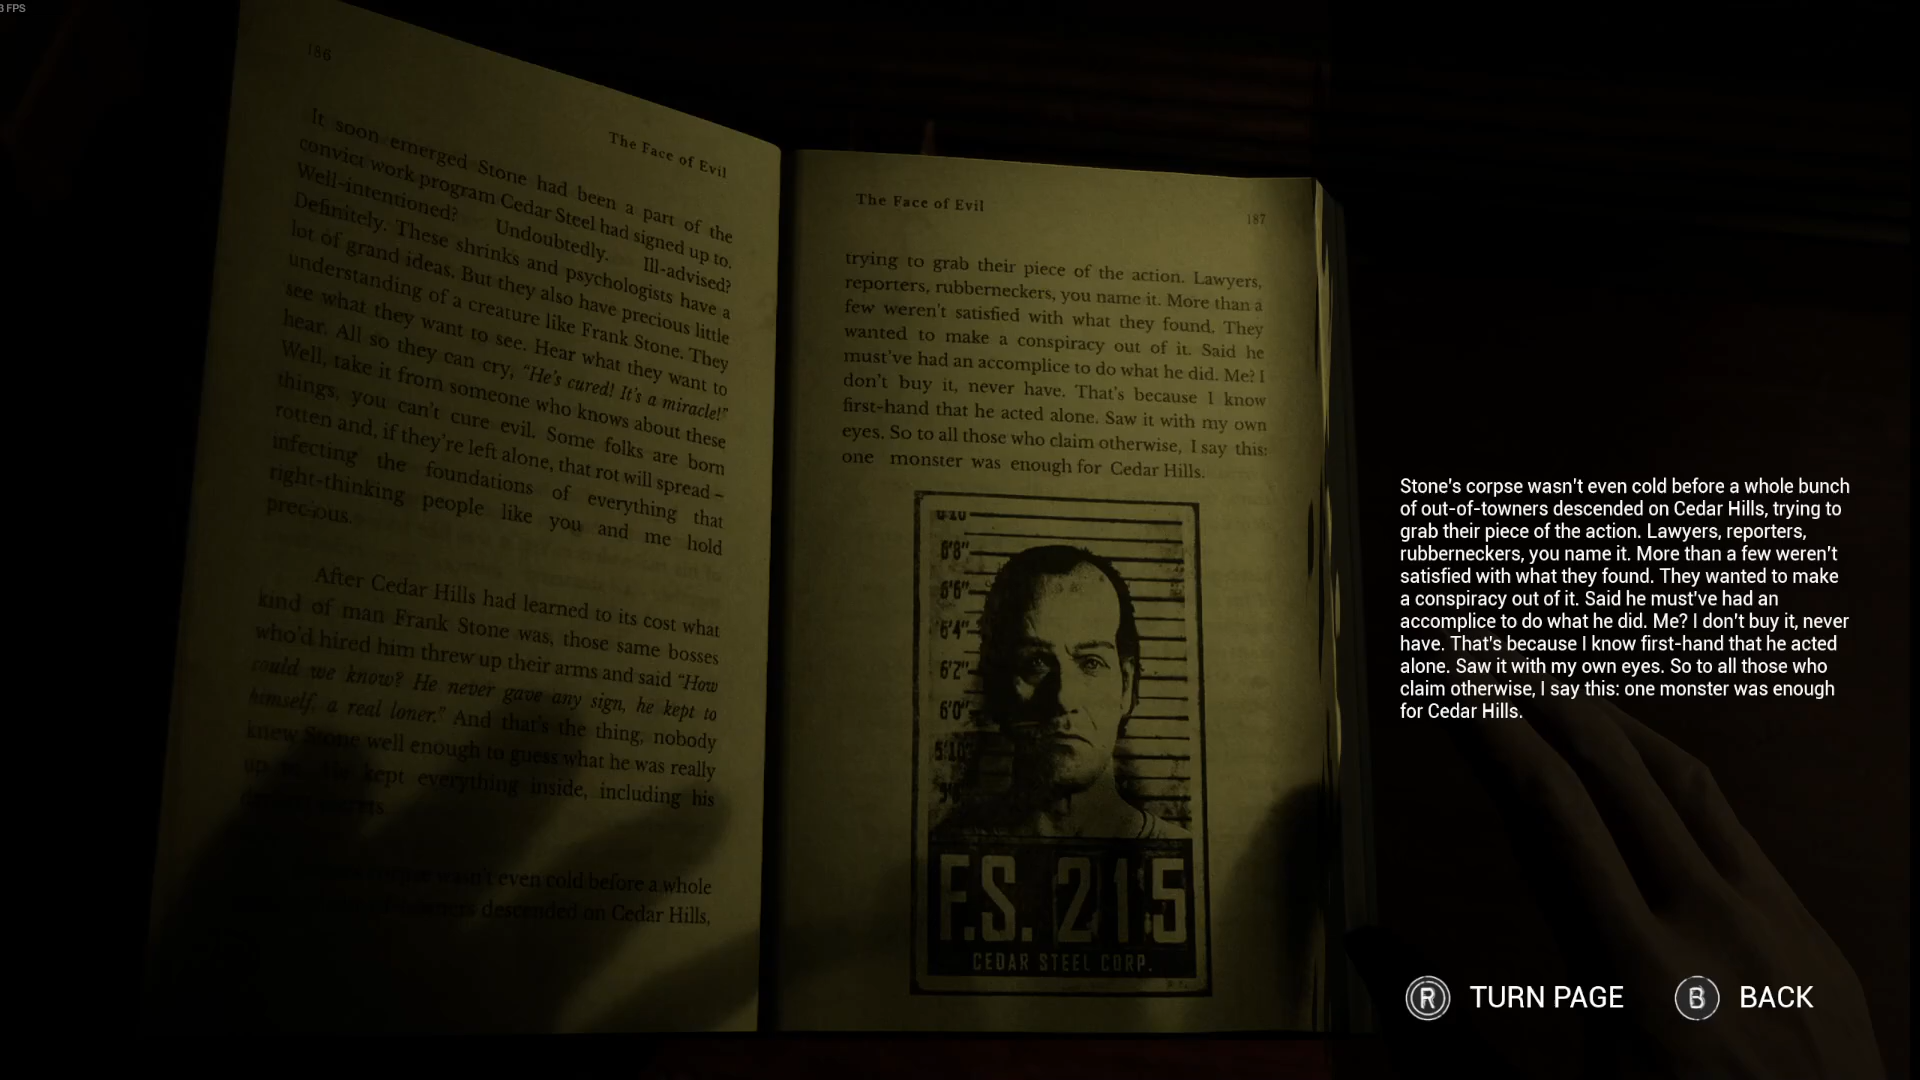 3 FPS
186
The Face of Evil
It soon emerged Stone had been a part of the
convict work program Cedar Steel had signed up to.
Well-intentioned? Undoubtedly. Ill-advised?
Definitely. These shrinks and psychologists have a
lot of grand ideas. But they also have precious little
understanding of a creature like Frank Stone. They
see what they want to see. Hear what they want to
hear. All so they can cry, “He’s cured! It’s a miracle!”
Well, take it from someone who knows about these
things, you can’t cure evil. Some folks are born
rotten and, if they’re left alone, that rot will spread –
infecting the foundations of everything that
right-thinking people like you and me hold
precious.
After Cedar Hills had learned to its cost what
kind of man Frank Stone was, those same bosses
who’d hired him threw up their arms and said “How
could we know? He never gave any sign, he kept to
himself, a real loner.” And that’s the thing, nobody
knew Stone well enough to guess what he was really
up kept everything inside, including his
secrets
corpse wasn’t even cold before a whole
descended on Cedar Hills,
The Face of Evil
187
trying to grab their piece of the action. Lawyers,
reporters, rubberneckers, you name it. More than a
few weren’t satisfied with what they found. They
wanted to make a conspiracy out of it. Said he
must’ve had an accomplice to do what he did. Me? I
don’t buy it, never have. That’s because I know
first-hand that he acted alone. Saw it with my own
eyes. So to all those who claim otherwise, I say this:
one monster was enough for Cedar Hills.
6'8"
6'6"
6'4"
6'2"
6'0"
5'10"
F.S. 215
CEDAR STEEL CORP.
Stone's corpse wasn't even cold before a whole bunch
of out-of-towners descended on Cedar Hills, trying to
grab their piece of the action. Lawyers, reporters,
rubberneckers, you name it. More than a few weren't
satisfied with what they found. They wanted to make
a conspiracy out of it. Said he must've had an
accomplice to do what he did. Me? I don't buy it, never
have. That's because I know first-hand that he acted
alone. Saw it with my own eyes. So to all those who
claim otherwise, I say this: one monster was enough
for Cedar Hills.
R TURN PAGE
B BACK